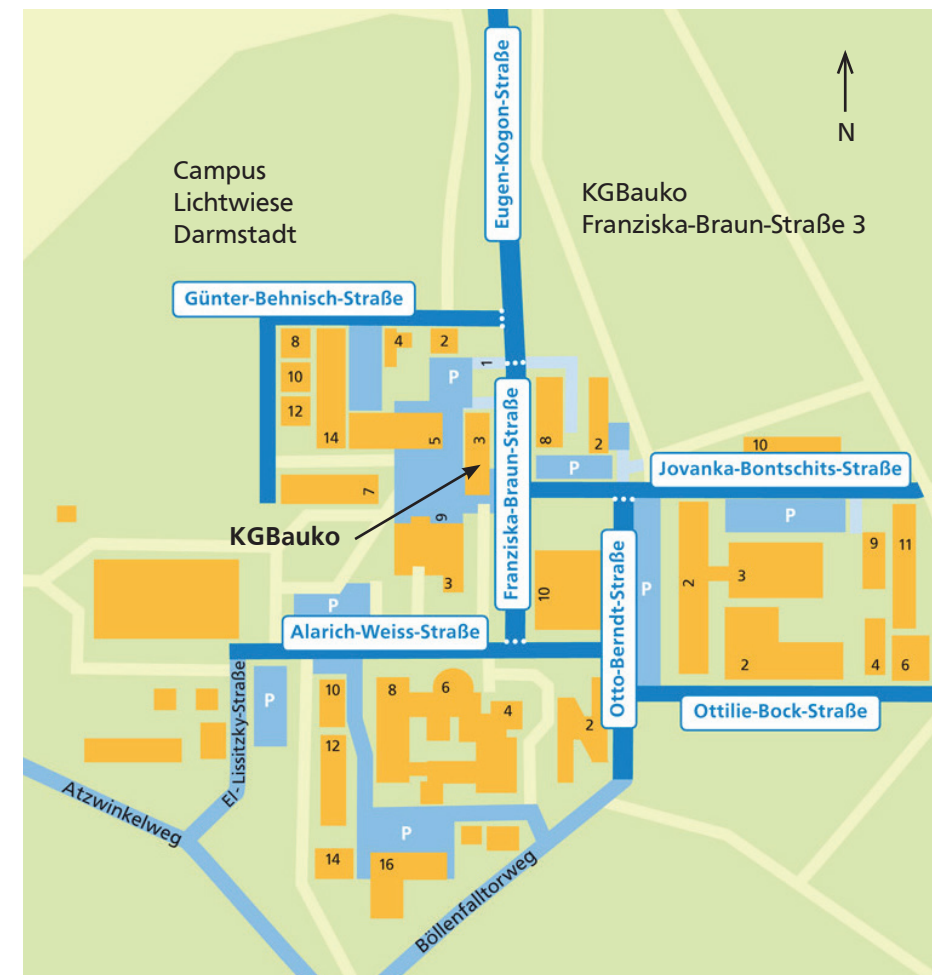 Eugen-Kogon-Straße
N
Campus
Lichtwiese
Darmstadt
KGBauko
Franziska-Braun-Straße 3
Günter-Behnisch-Straße
8
4
2
1
10
P
12
14
5
3
8
2
10
P
Jovanka-Bontschits-Straße
7
9
P
KGBauko
Franziska-Braun-Straße
Otto-Berndt-Straße
9
11
3
10
P
2
3
P
Alarich-Weiss-Straße
2
4
6
El-Lissitzky-Straße
P
10
8
6
4
2
Ottilie-Bock-Straße
12
Atzwinkelweg
P
14
16
Böllenfalltorweg